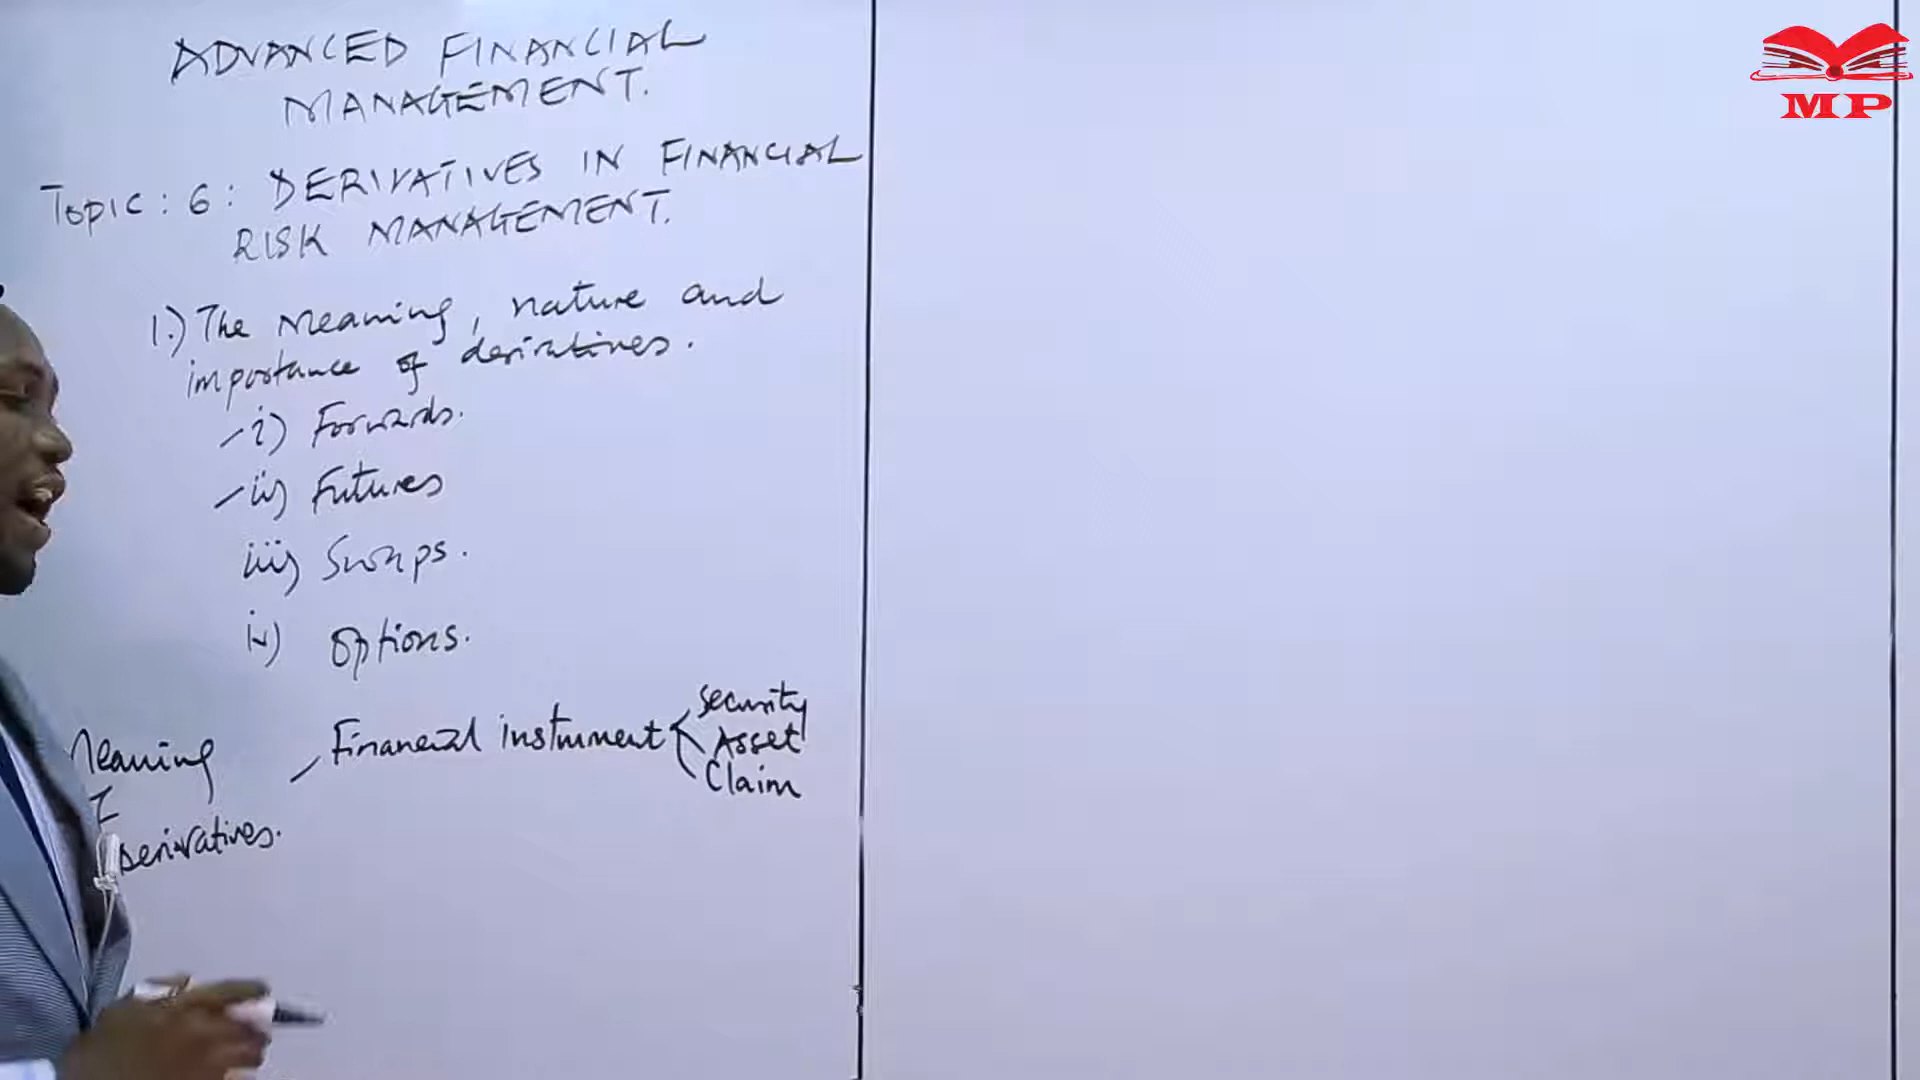 ADVANCED FINANCIAL
MANAGEMENT.
Topic: 6: DERIVATIVES IN FINANCIAL
RISK MANAGEMENT.
1.) The Meaning, nature and
importance of derivatives.
i) Forwards.
ii) Futures
iii) Swaps.
iv) Options.
Meaning
Derivatives.
Financial instrument
Security
Asset
Claim
MP